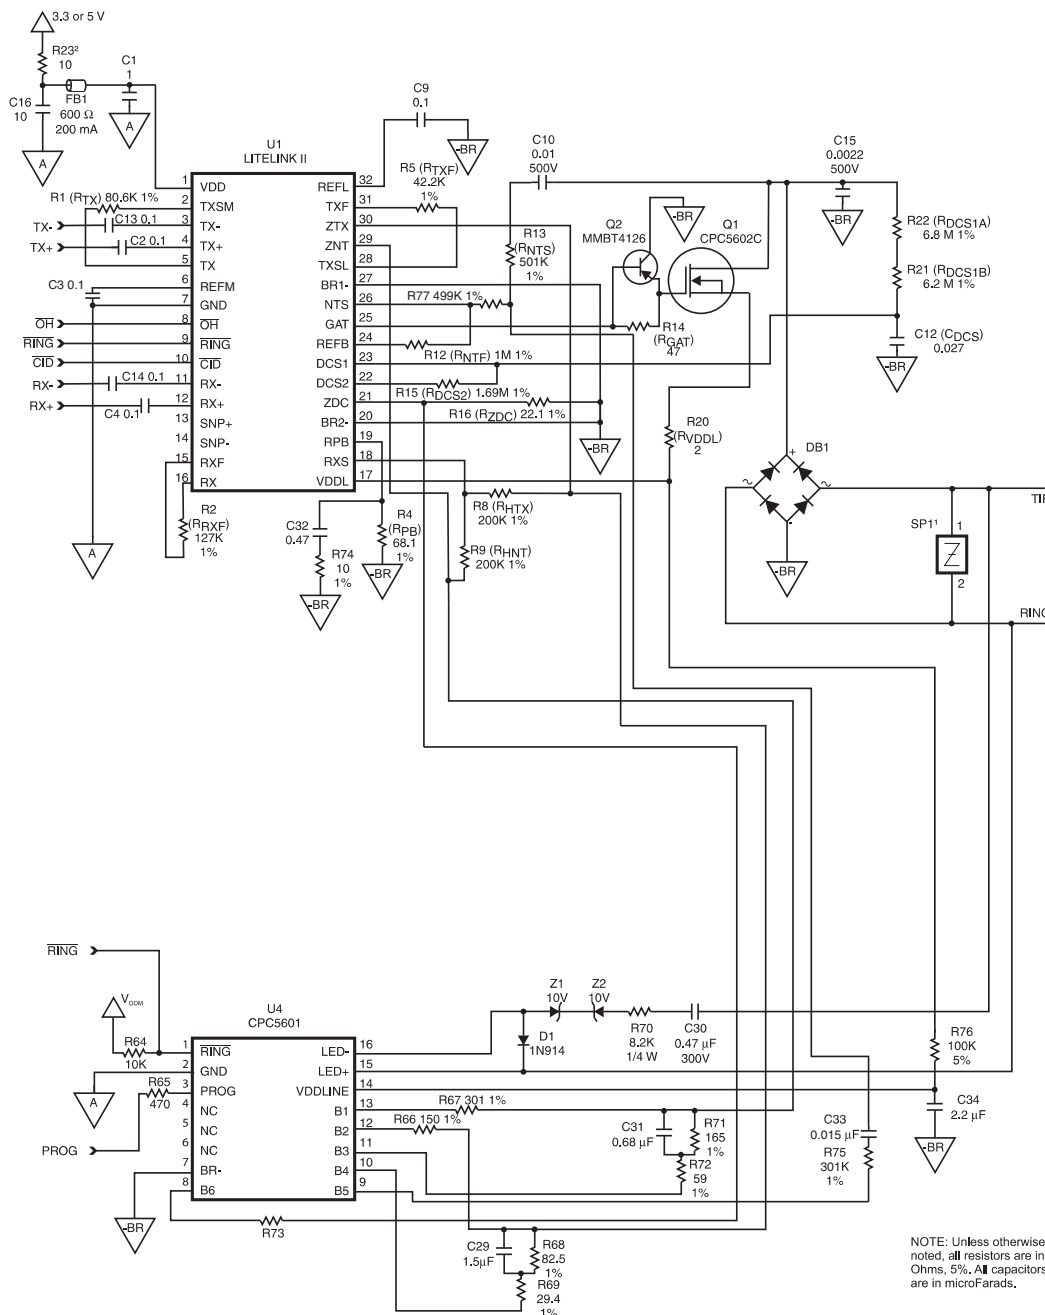 3.3 or 5 V
R23²
10
C1
1
C16
10
FB1
600 Ω
200 mA
A
A
C9
0.1
-BR
U1
LITELINK II
R5 (RTXF)
42.2K
1%
C10
0.01
500V
C15
0.0022
500V
-BR
-BR
Q2
MMBT4126
Q1
CPC5602C
R13
(RNTS)
501K
1%
R22 (RDCS1A)
6.8 M 1%
R21 (RDCS1B)
6.2 M 1%
C12 (CDCS)
0.027
-BR
R1 (RTX) 80.6K 1%
TX-
C13 0.1
TX+
C2 0.1
C3 0.1
OH
RING
CID
RX-
C14 0.1
RX+
C4 0.1
1 VDD
2 TXSM
3 TX-
4 TX+
5 TX
6 REFM
7 GND
8 OH
9 RING
10 CID
11 RX-
12 RX+
13 SNP+
14 SNP-
15 RXF
16 RX
REFL 32
TXF 31
ZTX 30
ZNT 29
TXSL 28
BR1- 27
NTS 26
GAT 25
REFB 24
DCS1 23
DCS2 22
ZDC 21
BR2- 20
RPB 19
RXS 18
VDDL 17
R77 499K 1%
R14
(RGAT)
47
R12 (RNTF) 1M 1%
R15 (RDCS2) 1.69M 1%
R16 (RZDC) 22.1 1%
-BR
R20
(RVDDL)
2
DB1
+
~
~
-
-BR
TIP
SP1¹
1
Z
2
RING
R2
(RRXF)
127K
1%
A
C32
0.47
R74
10
1%
-BR
R4
(RPB)
68.1
1%
-BR
R8 (RHTX)
200K 1%
R9 (RHNT)
200K 1%
RING
VDDM
R64
10K
A
R65
470
PROG
-BR
U4
CPC5601
1 RING
2 GND
3 PROG
4 NC
5 NC
6 NC
7 BR-
8 B6
LED- 16
LED+ 15
VDDLINE 14
B1 13
B2 12
B3 11
B4 10
B5 9
Z1
10V
Z2
10V
D1
1N914
R70
8.2K
1/4 W
C30
0.47 µF
300V
R67 301 1%
R66 150 1%
C31
0.68 µF
R71
165
1%
R72
59
1%
C33
0.015 µF
R75
301K
1%
R76
100K
5%
C34
2.2 µF
-BR
R73
C29
1.5µF
R68
82.5
1%
R69
29.4
1%
NOTE: Unless otherwise
noted, all resistors are in
Ohms, 5%. All capacitors
are in microFarads.